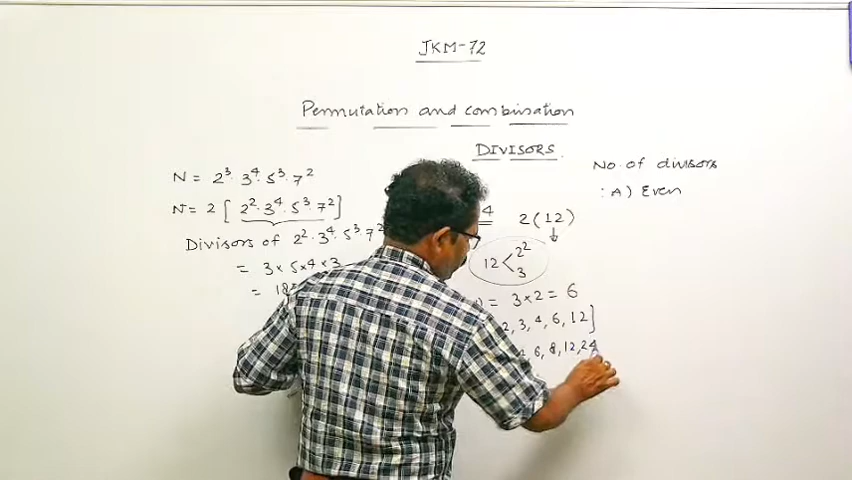 JKM-72
Permutation and combination
DIVISORS.
N = 2³·3⁴·5³·7²
N = 2 [ 2²·3⁴·5³·7² ]
Divisors of 2²·3⁴·5³·7²
= 3×5×4×3
= 18
4 2(12)
12 < 2²
3
= 3×2 = 6
2, 3, 4, 6, 12]
6, 8, 12, 24
No. of divisors
: A) Even